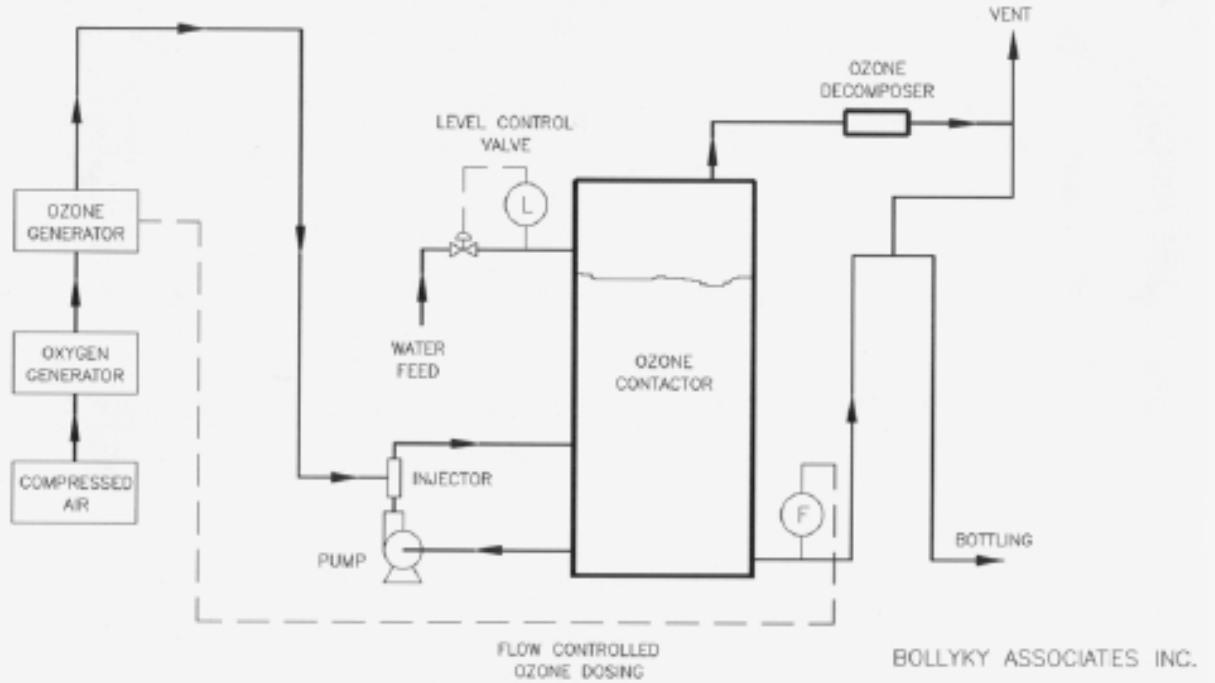 VENT
OZONE
DECOMPOSER
LEVEL CONTROL
VALVE
L
OZONE
GENERATOR
WATER
FEED
OXYGEN
GENERATOR
OZONE
CONTACTOR
COMPRESSED
AIR
INJECTOR
F
PUMP
BOTTLING
FLOW CONTROLLED
OZONE DOSING
BOLLYKY ASSOCIATES INC.